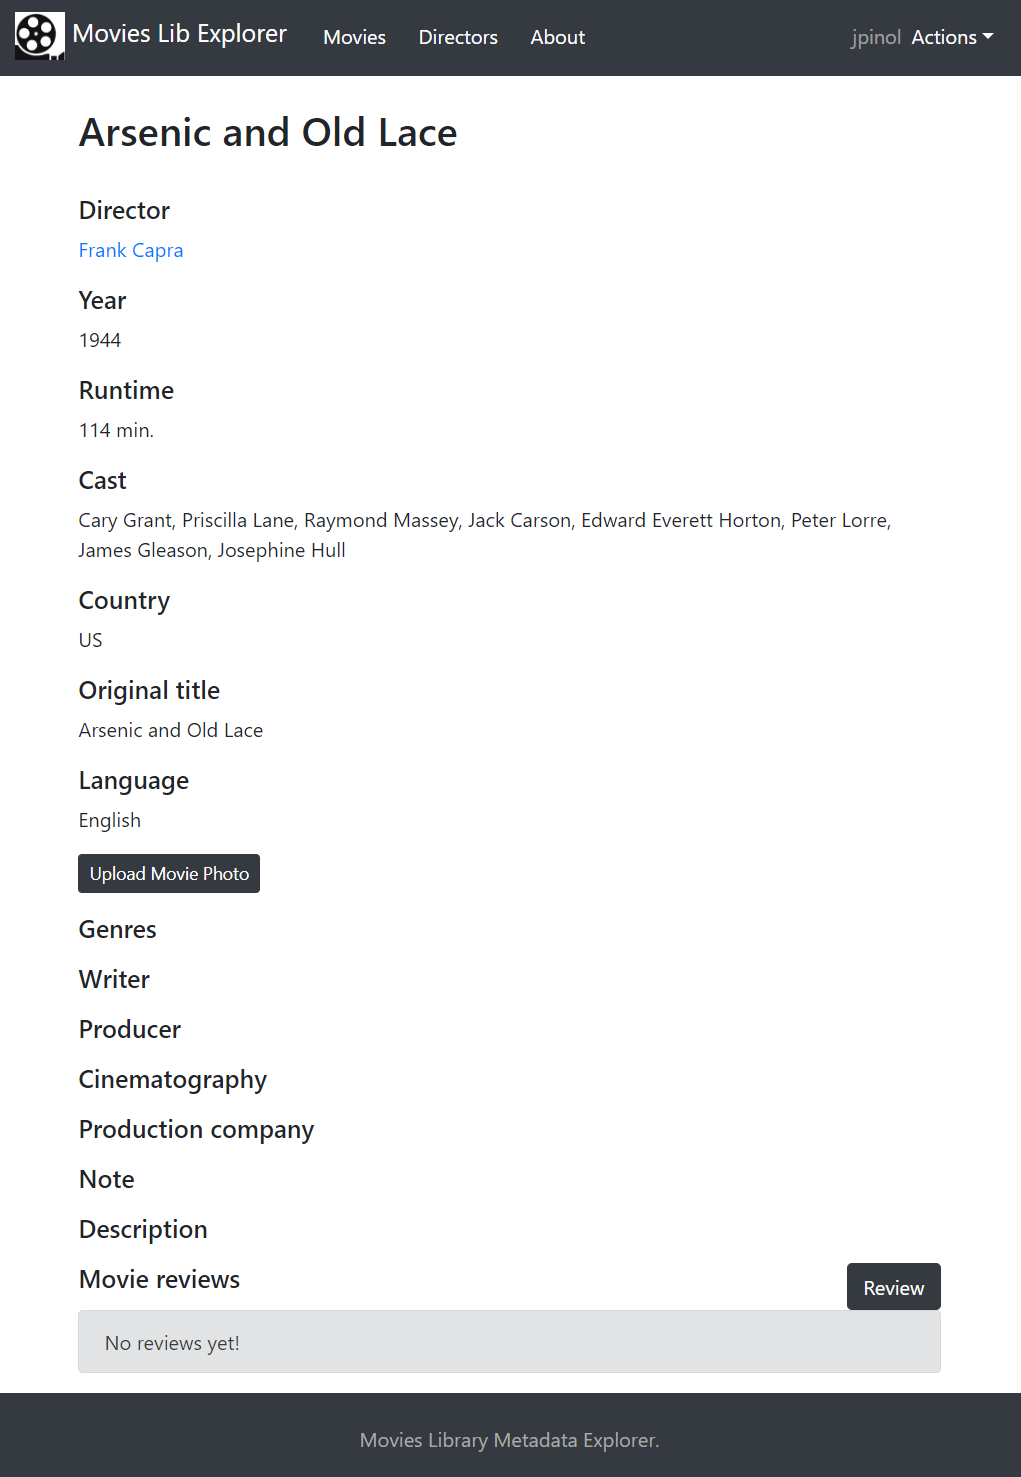 Movies Lib Explorer
Movies
Directors
About
jpinol
Actions
Arsenic and Old Lace
Director
Frank Capra
Year
1944
Runtime
114 min.
Cast
Cary Grant, Priscilla Lane, Raymond Massey, Jack Carson, Edward Everett Horton, Peter Lorre,
James Gleason, Josephine Hull
Country
US
Original title
Arsenic and Old Lace
Language
English
Upload Movie Photo
Genres
Writer
Producer
Cinematography
Production company
Note
Description
Movie reviews
Review
No reviews yet!
Movies Library Metadata Explorer.